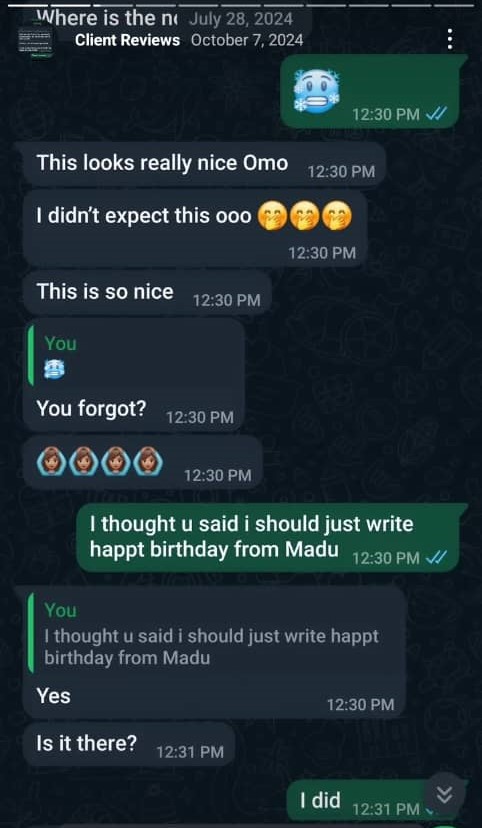 Where is the n July 28, 2024
Client Reviews October 7, 2024
12:30 PM
This looks really nice Omo 12:30 PM
I didn't expect this ooo
12:30 PM
This is so nice 12:30 PM
You
You forgot? 12:30 PM
12:30 PM
I thought u said i should just write
happt birthday from Madu 12:30 PM
You
I thought u said i should just write happt
birthday from Madu
Yes
12:30 PM
Is it there? 12:31 PM
I did 12:31 PM